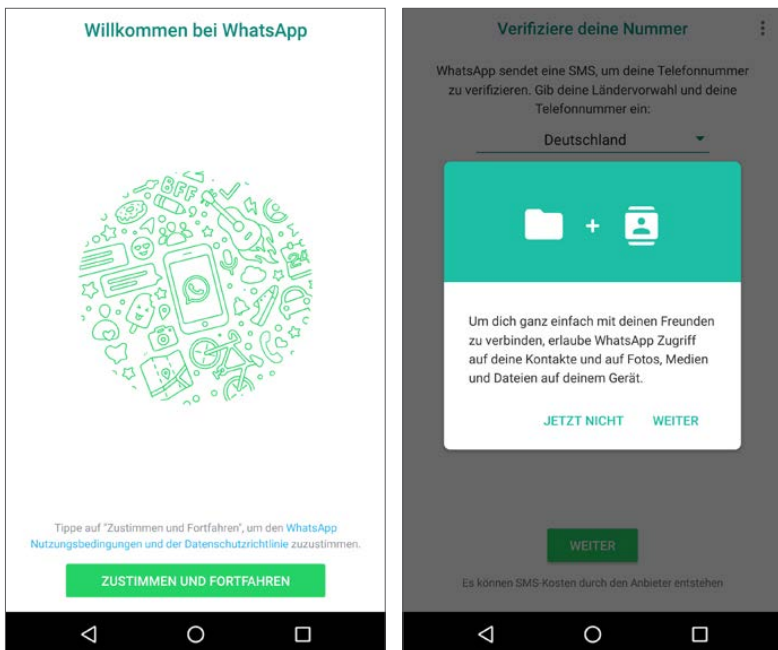 Willkommen bei WhatsApp
BFF
24
Tippe auf "Zustimmen und Fortfahren", um den WhatsApp
Nutzungsbedingungen und der Datenschutzrichtlinie zuzustimmen.
ZUSTIMMEN UND FORTFAHREN
Verifiziere deine Nummer
WhatsApp sendet eine SMS, um deine Telefonnummer
zu verifizieren. Gib deine Ländervorwahl und deine
Telefonnummer ein:
Deutschland
Um dich ganz einfach mit deinen Freunden
zu verbinden, erlaube WhatsApp Zugriff
auf deine Kontakte und auf Fotos, Medien
und Dateien auf deinem Gerät.
JETZT NICHT WEITER
WEITER
Es können SMS-Kosten durch den Anbieter entstehen